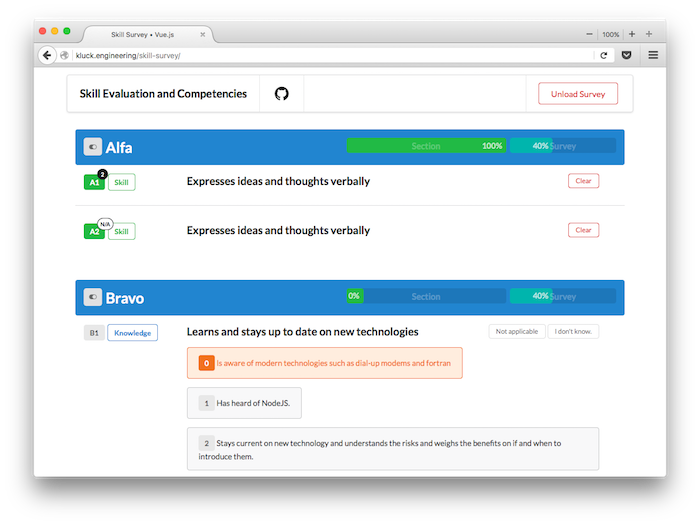 Skill Survey • Vue.js
100%
kluck.engineering/skill-survey/
Skill Evaluation and Competencies
Unload Survey
Alfa
Section 100%
40% Survey
A1 2 Skill
Expresses ideas and thoughts verbally
Clear
A2 N/A Skill
Expresses ideas and thoughts verbally
Clear
Bravo
0% Section
40% Survey
B1 Knowledge
Learns and stays up to date on new technologies
Not applicable
I don't know.
0 Is aware of modern technologies such as dial-up modems and fortran
1 Has heard of NodeJS.
2 Stays current on new technology and understands the risks and weighs the benefits on if and when to
introduce them.